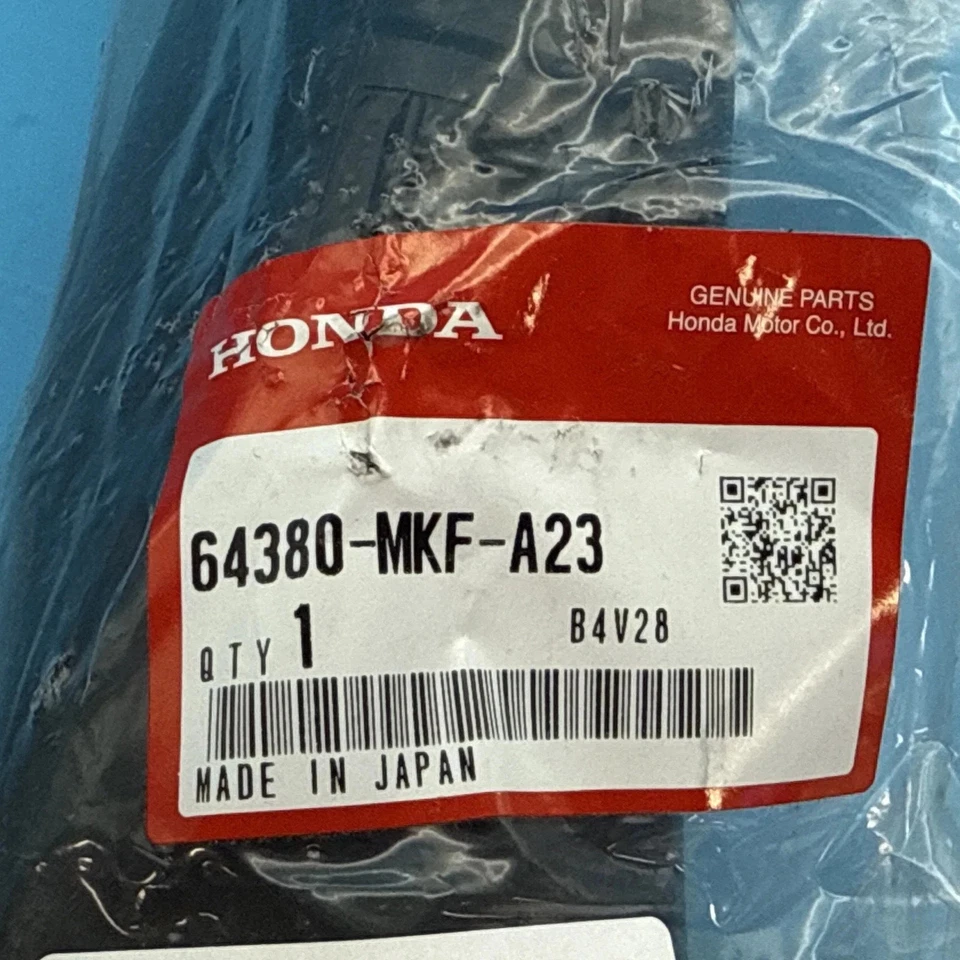 HONDA
GENUINE PARTS
Honda Motor Co., Ltd.
64380-MKF-A23
QTY 1
B4V28
MADE IN JAPAN